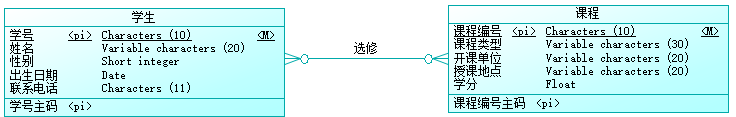 学生
学号 <pi> Characters (10) <M>
姓名 Variable characters (20)
性别 Short integer
出生日期 Date
联系电话 Characters (11)
学号主码 <pi>
选修
课程
课程编号 <pi> Characters (10) <M>
课程类型 Variable characters (30)
开课单位 Variable characters (20)
授课地点 Variable characters (20)
学分 Float
课程编号主码 <pi>